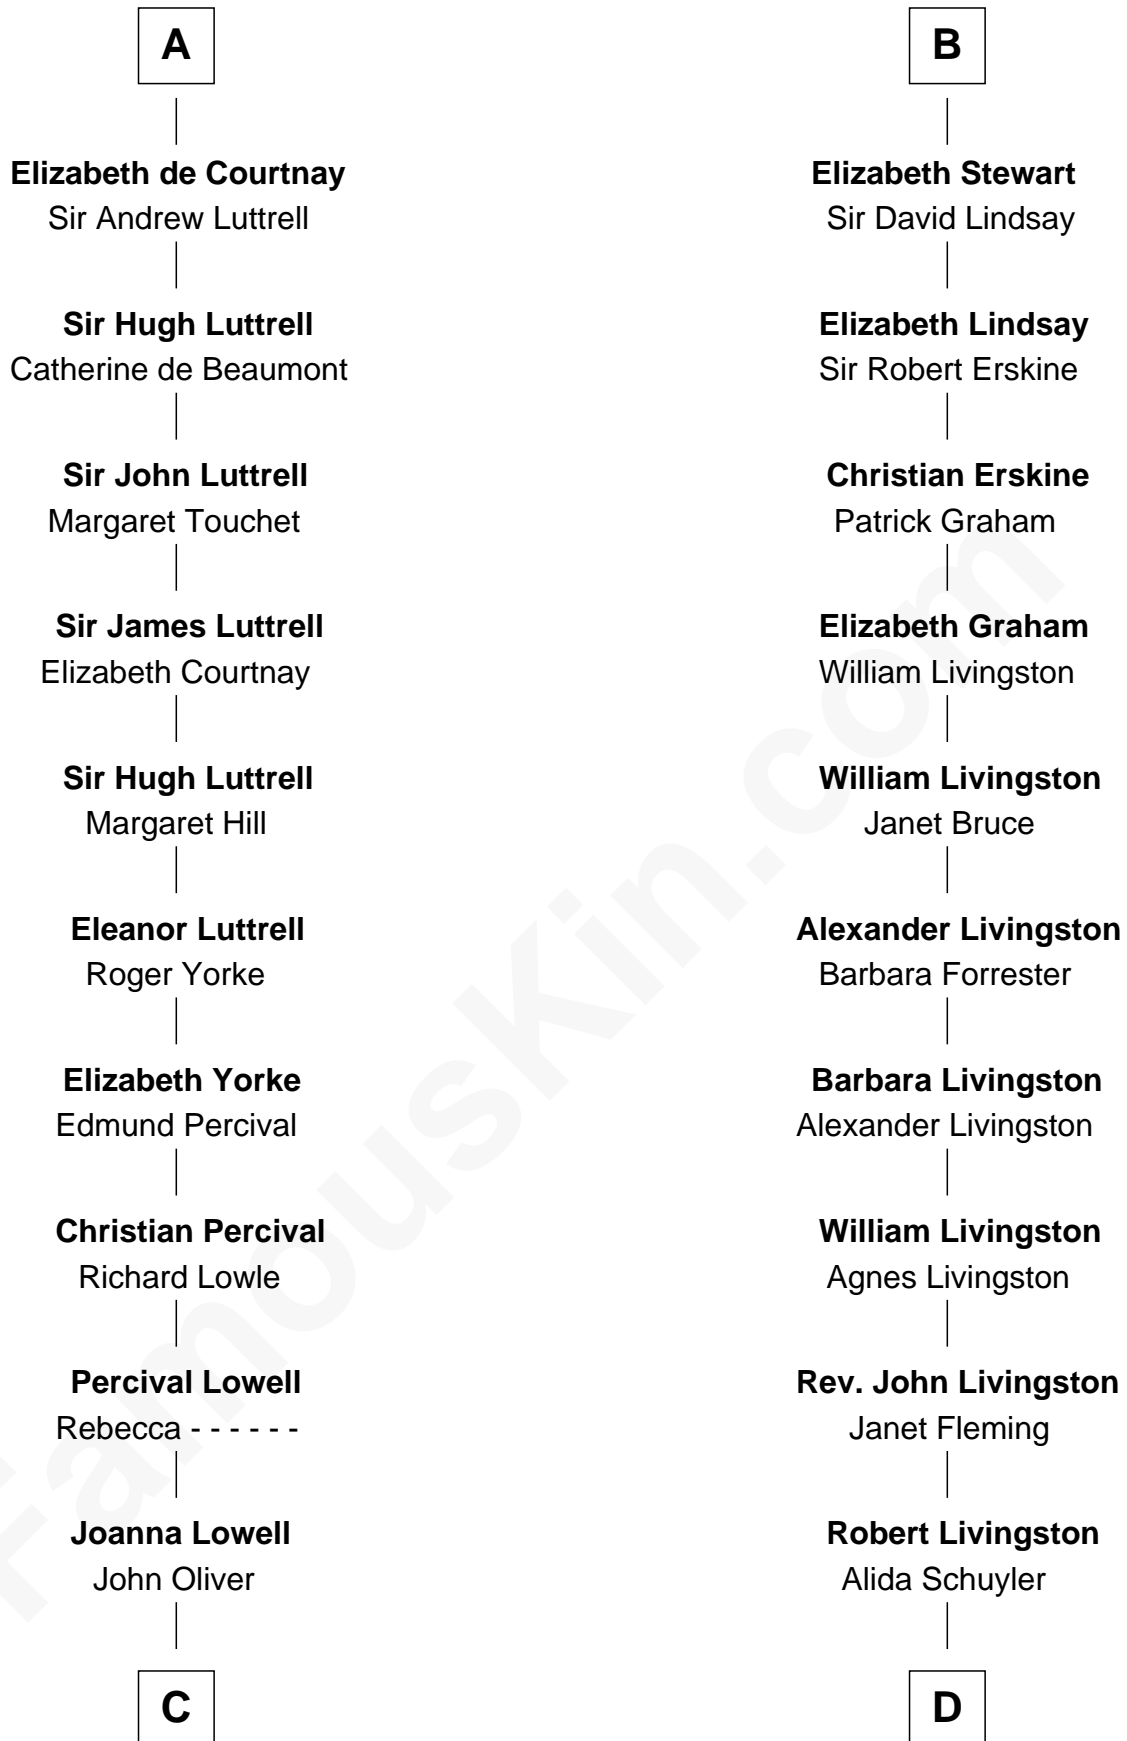 A
Elizabeth de Courtnay
Sir Andrew Luttrell
Sir Hugh Luttrell
Catherine de Beaumont
Sir John Luttrell
Margaret Touchet
Sir James Luttrell
Elizabeth Courtnay
Sir Hugh Luttrell
Margaret Hill
Eleanor Luttrell
Roger Yorke
Elizabeth Yorke
Edmund Percival
Christian Percival
Richard Lowle
Percival Lowell
Rebecca - - - - - -
Joanna Lowell
John Oliver
C
B
Elizabeth Stewart
Sir David Lindsay
Elizabeth Lindsay
Sir Robert Erskine
Christian Erskine
Patrick Graham
Elizabeth Graham
William Livingston
William Livingston
Janet Bruce
Alexander Livingston
Barbara Forrester
Barbara Livingston
Alexander Livingston
William Livingston
Agnes Livingston
Rev. John Livingston
Janet Fleming
Robert Livingston
Alida Schuyler
D
FamousKin.com